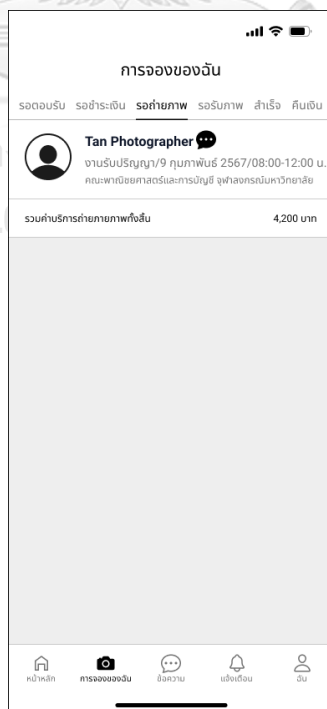 การจองของฉัน
รอตอบรับ รอชำระเงิน รอถ่ายภาพ รอรับภาพ สำเร็จ คืนเงิน
Tan Photographer
งานรับปริญญา/9 กุมภาพันธ์ 2567/08:00-12:00 น.
คณะพาณิชยศาสตร์และการบัญชี จุฬาลงกรณ์มหาวิทยาลัย
รวมค่าบริการถ่ายภายภาพทั้งสิ้น 4,200 บาท
หน้าหลัก การจองของฉัน ข้อความ แจ้งเตือน ฉัน